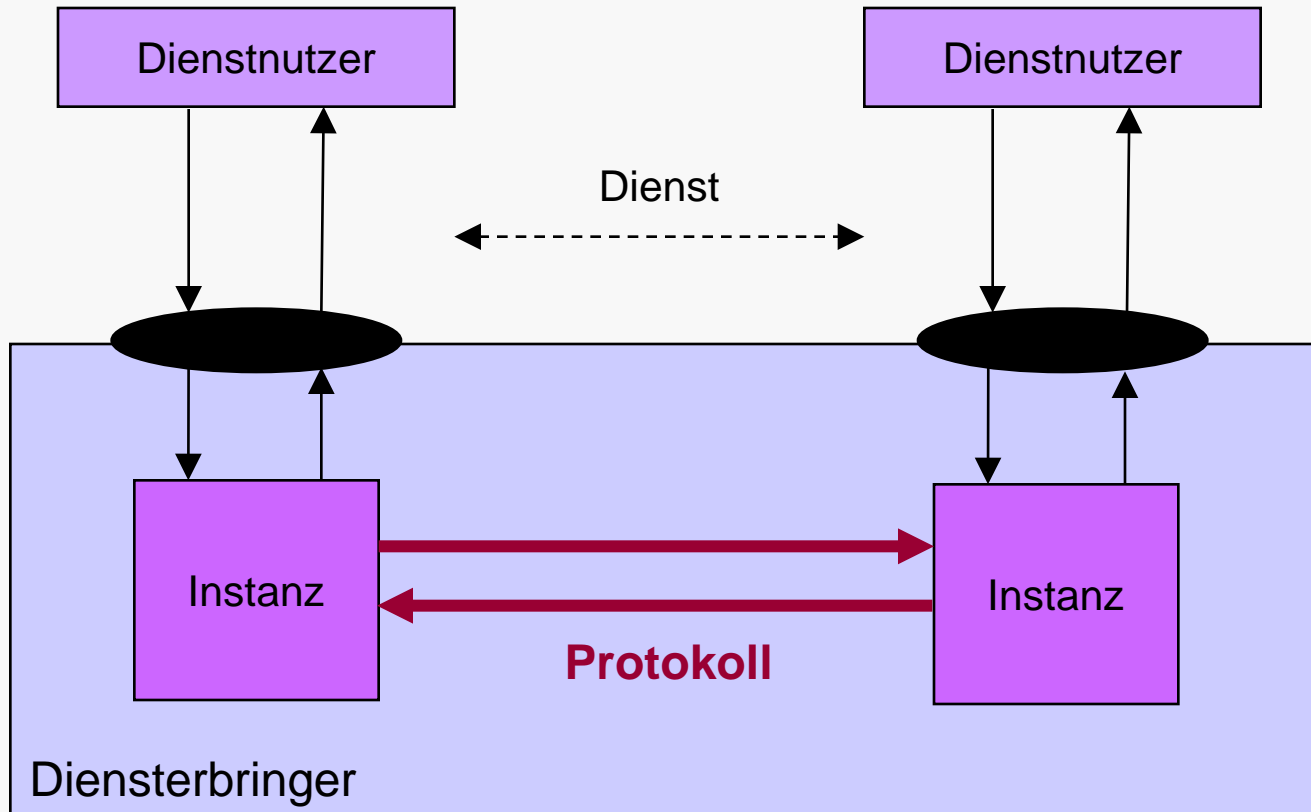 Dienstnutzer
Dienstnutzer
Dienst
Instanz
Instanz
Protokoll
Diensterbringer